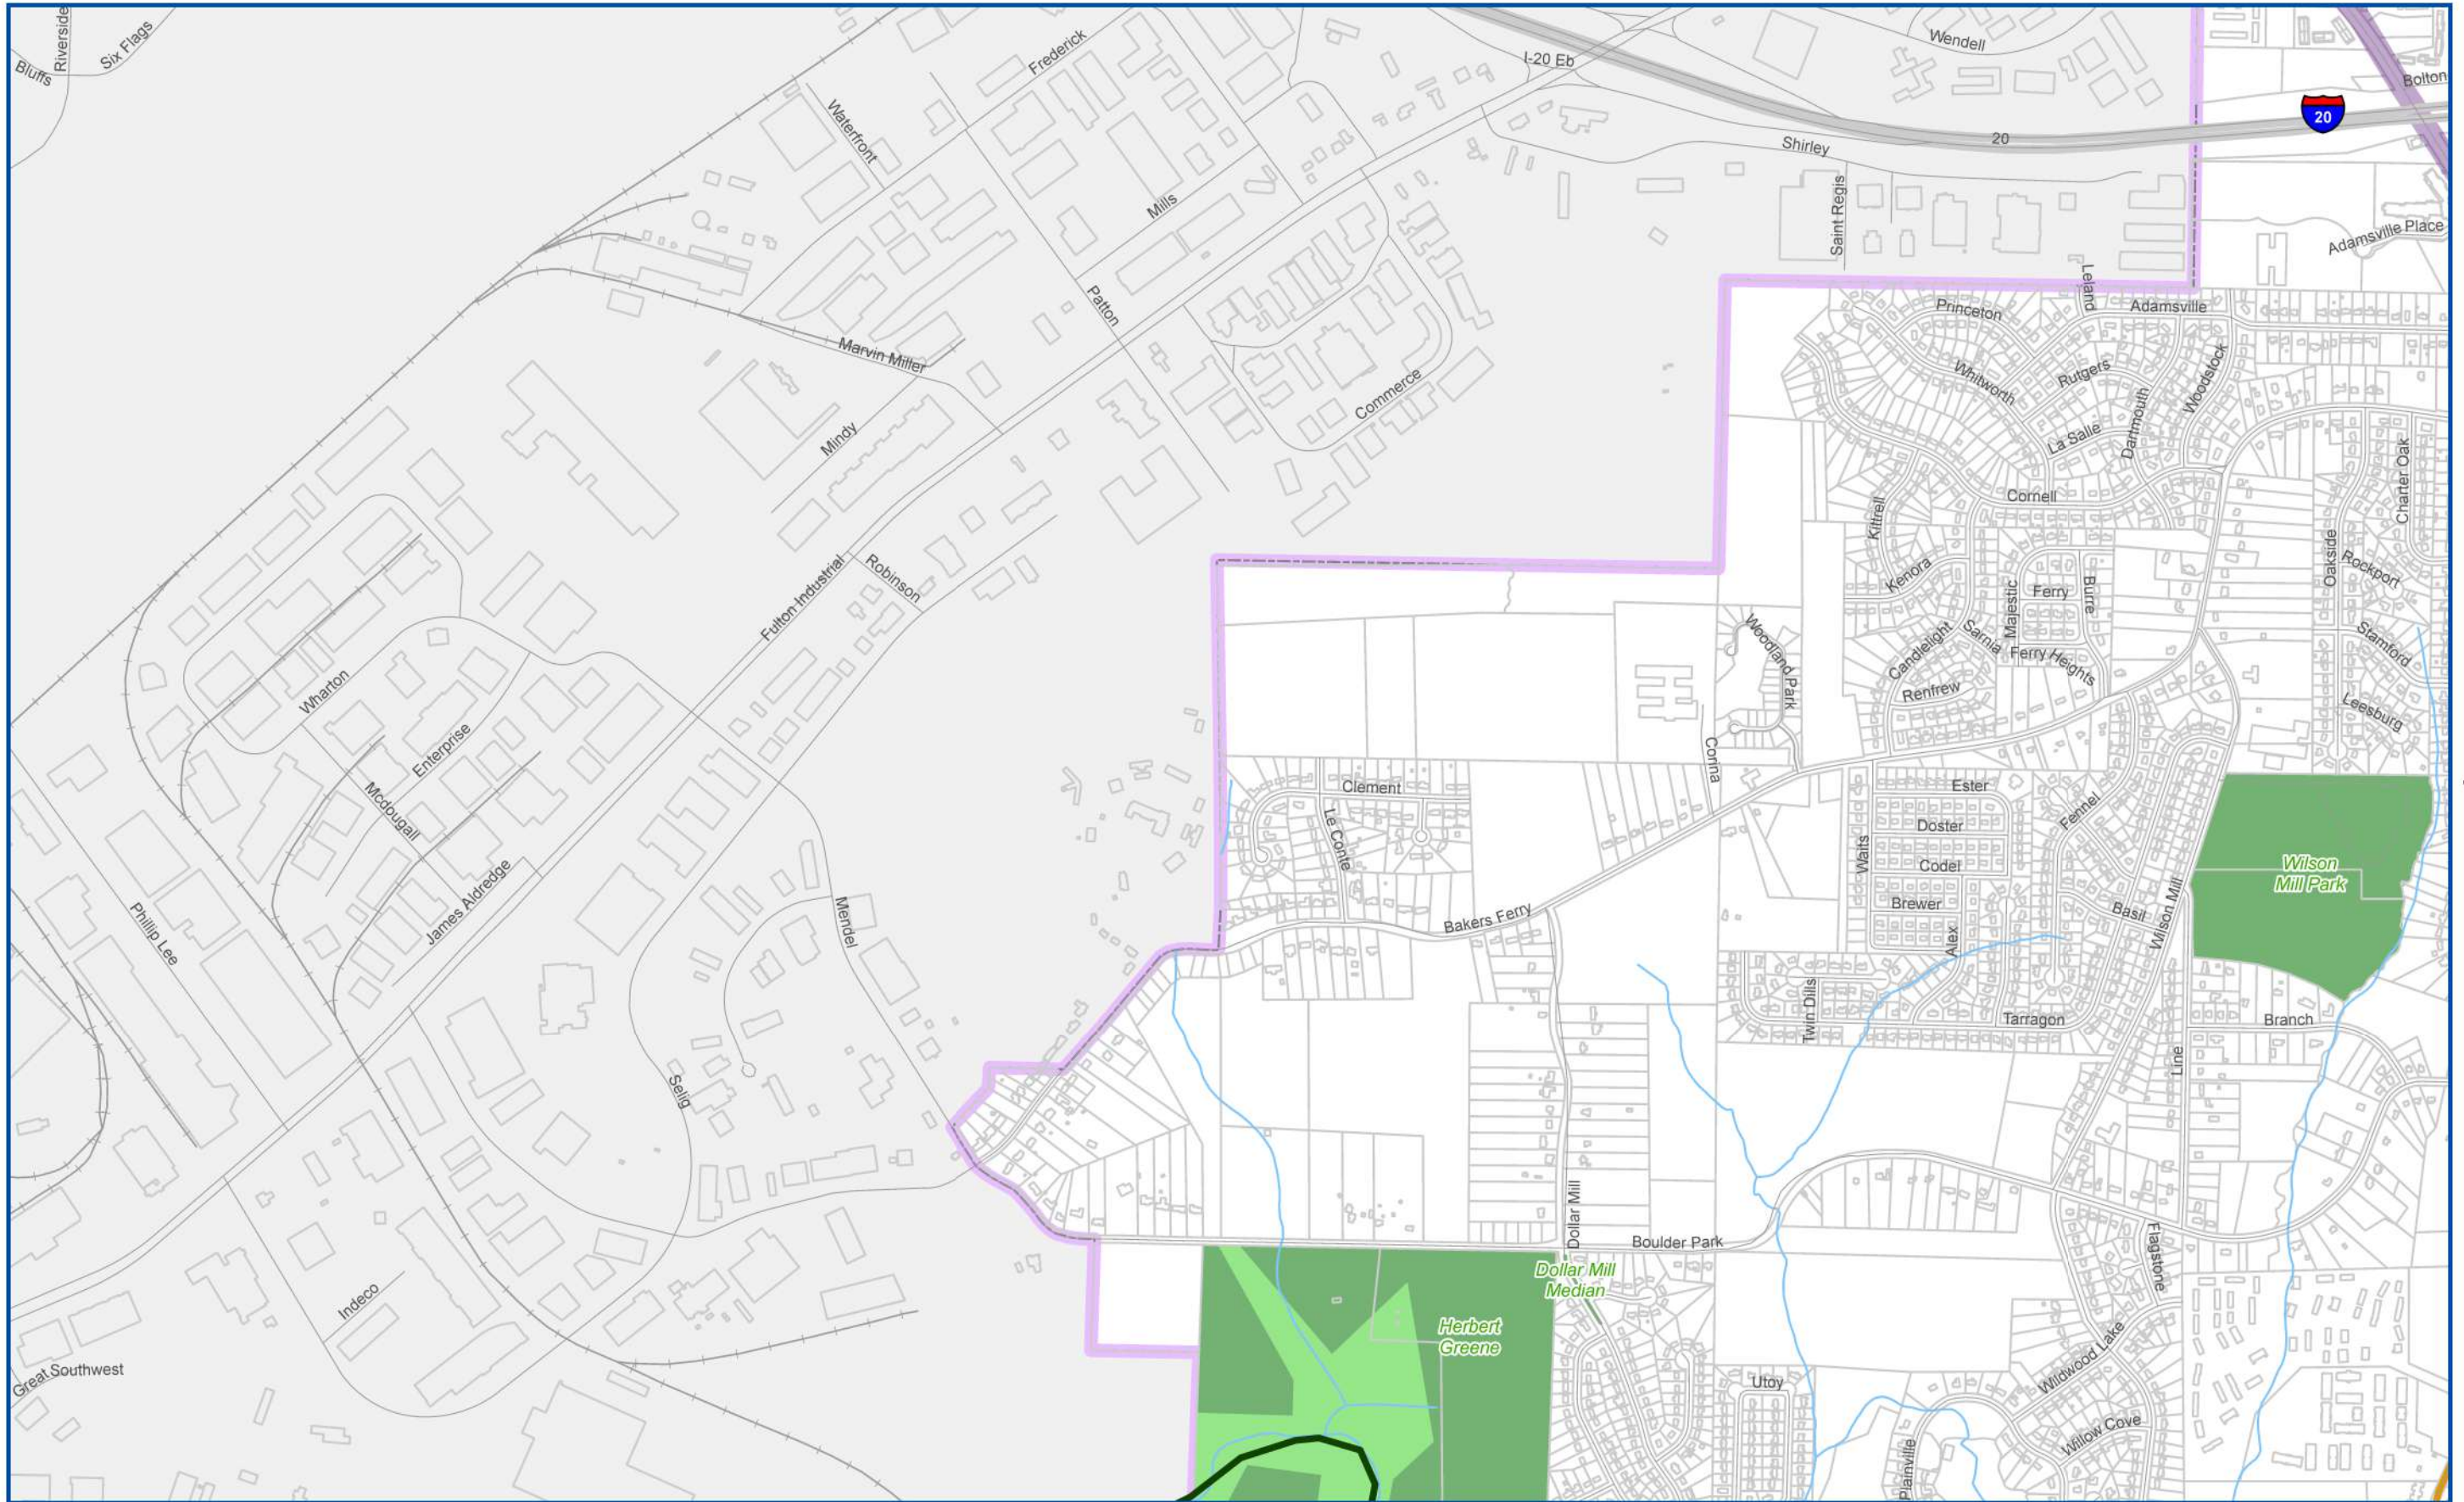 Riverside
Six Flags
Bluffs
Frederick
Waterfront
Mills
Patton
Marvin Miller
Mindy
Commerce
I-20 Eb
Wendell
Bolton
20
20
Shirley
Saint Regis
Adamsville Place
Leland
Princeton
Adamsville
Whitworth
Rutgers
Woodstock
Dartmouth
La Salle
Cornell
Charter Oak
Kittrell
Kenora
Oakside
Rockport
Majestic
Ferry
Burre
Candlelight
Sarnia
Ferry Heights
Stamford
Renfrew
Leesburg
Woodland Park
Corina
Fulton Industrial
Robinson
Wharton
Enterprise
Mcdougall
James Aldredge
Phillip Lee
Mendel
Selig
Clement
Le Conte
Bakers Ferry
Ester
Doster
Codel
Waits
Brewer
Alex
Fennel
Basil
Wilson Mill
Wilson
Mill Park
Twin Dills
Tarragon
Branch
Line
Dollar Mill
Boulder Park
Flagstone
Dollar Mill
Median
Herbert
Greene
Indeco
Great Southwest
Utoy
Wildwood Lake
Willow Cove
Plainville